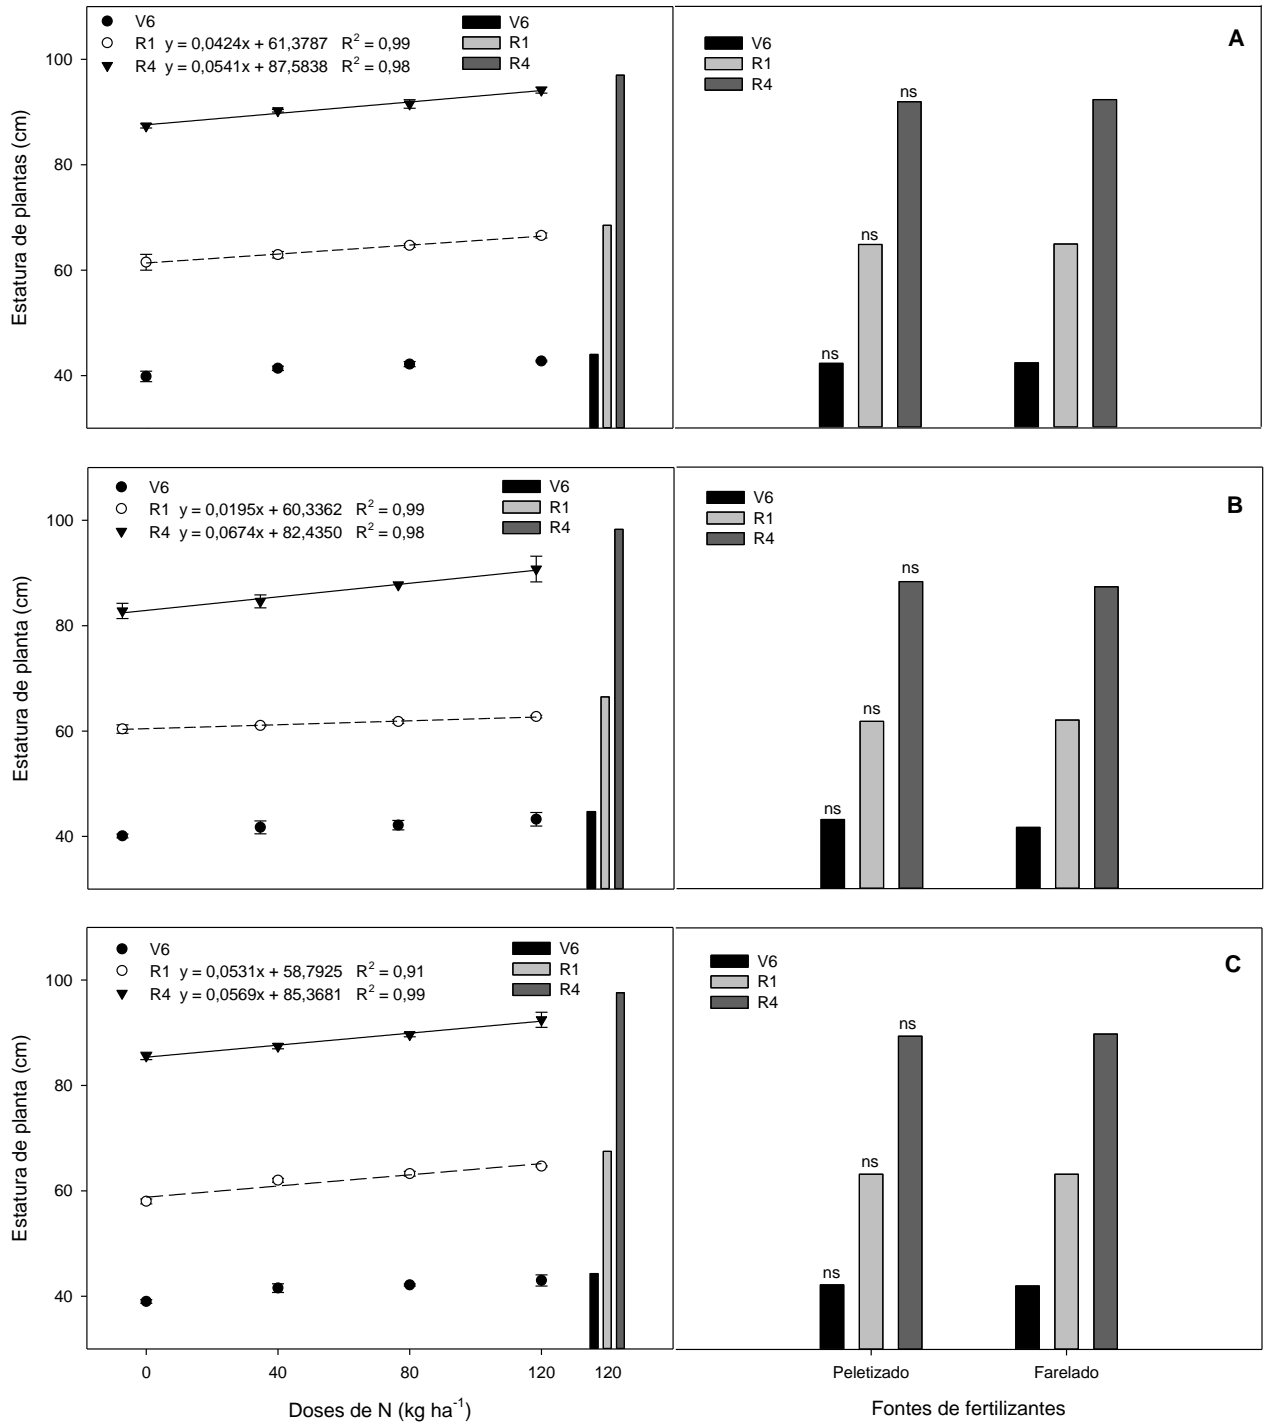 V6
R1 y = 0,0424x + 61,3787 R² = 0,99
R4 y = 0,0541x + 87,5838 R² = 0,98
V6
R1
R4
100
80
60
40
Estatura de plantas (cm)
V6
R1
R4
A
ns
ns
ns
V6
R1 y = 0,0195x + 60,3362 R² = 0,99
R4 y = 0,0674x + 82,4350 R² = 0,98
V6
R1
R4
100
80
60
40
Estatura de planta (cm)
V6
R1
R4
B
ns
ns
ns
V6
R1 y = 0,0531x + 58,7925 R² = 0,91
R4 y = 0,0569x + 85,3681 R² = 0,99
V6
R1
R4
100
80
60
40
Estatura de planta (cm)
V6
R1
R4
C
ns
ns
ns
0 40 80 120 120
Doses de N (kg ha⁻¹)
Peletizado Farelado
Fontes de fertilizantes